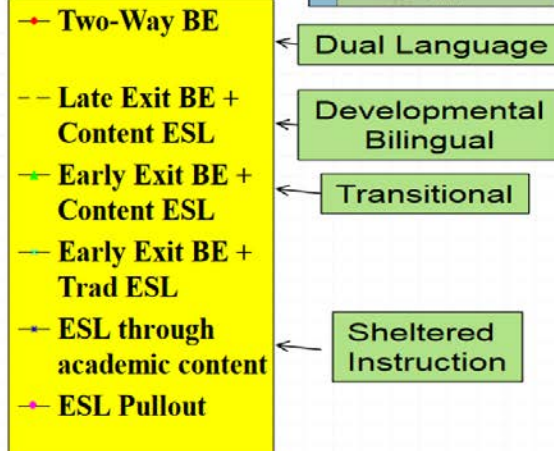 Two-Way BE
Dual Language
Late Exit BE +
Content ESL
Developmental
Bilingual
Early Exit BE +
Content ESL
Transitional
Early Exit BE +
Trad ESL
ESL through
academic content
Sheltered
Instruction
ESL Pullout